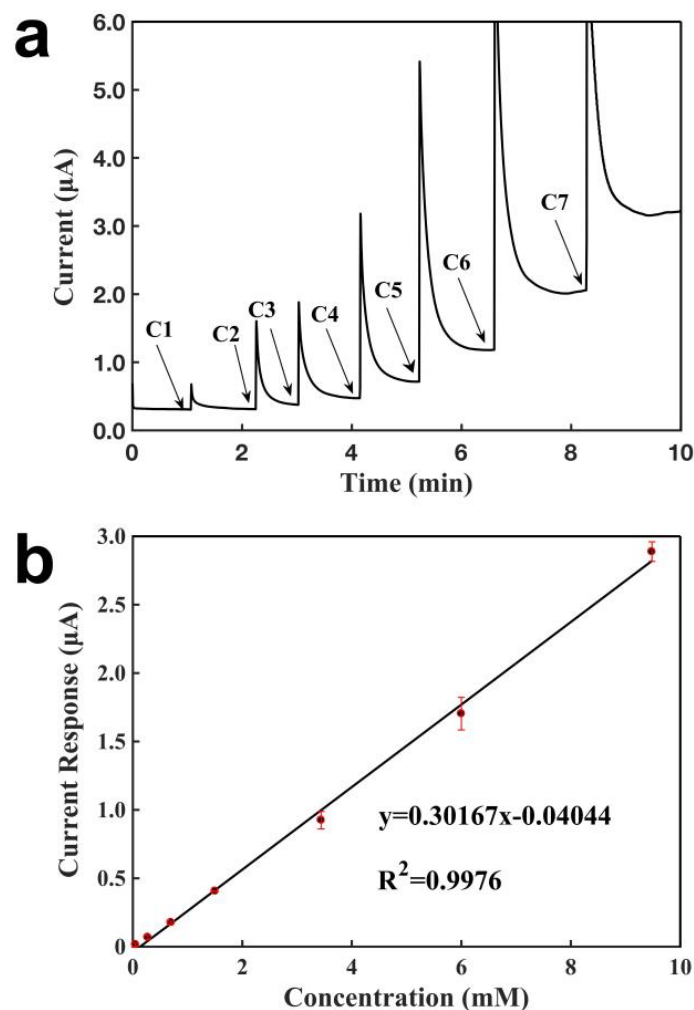 a
6.0
5.0
4.0
3.0
2.0
1.0
0.0
Current (μA)
C1
C2
C3
C4
C5
C6
C7
0 2 4 6 8 10
Time (min)
b
3.0
2.5
2.0
1.5
1.0
0.5
0
Current Response (μA)
y=0.30167x-0.04044
R²=0.9976
0 2 4 6 8 10
Concentration (mM)